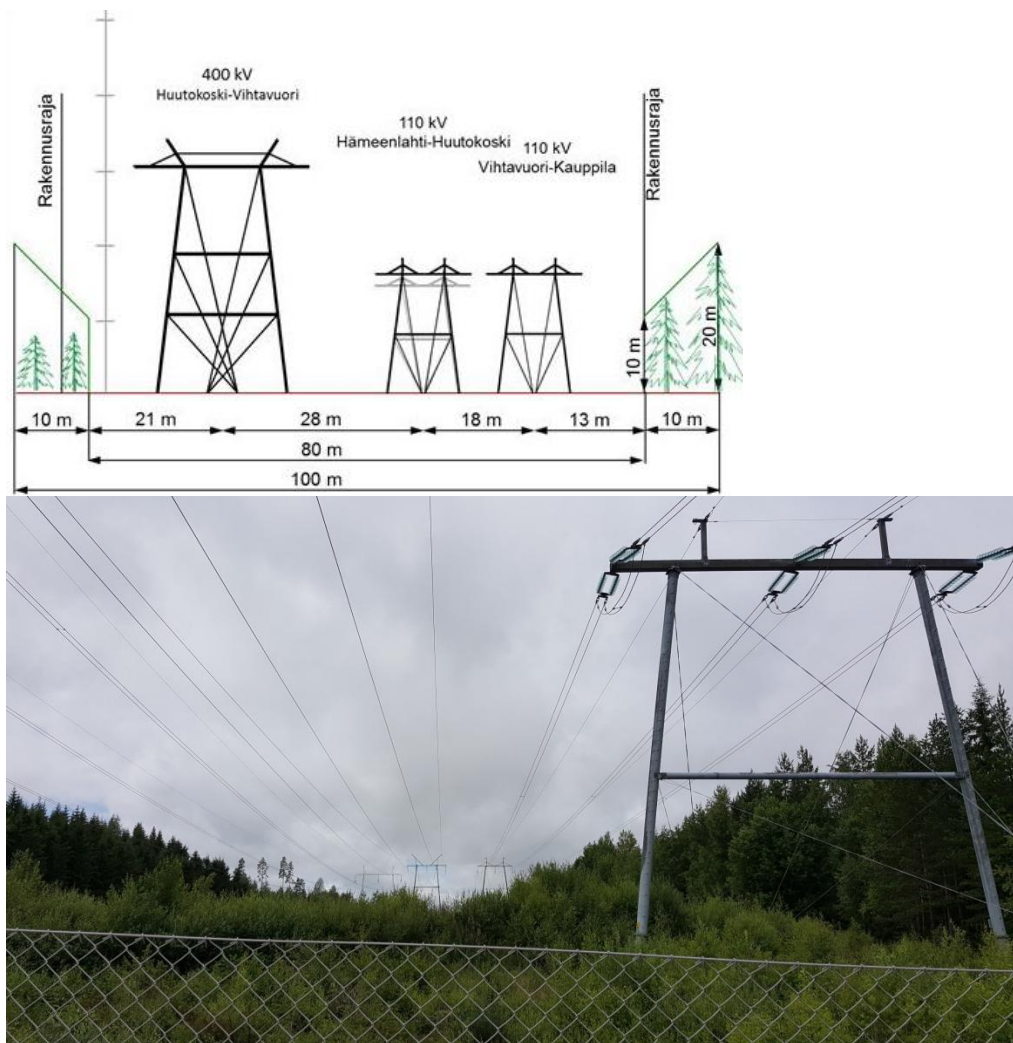 400 kV
Huutokoski-Vihtavuori
110 kV
Hämeenlahti-Huutokoski
110 kV
Vihtavuori-Kauppila
Rakennusraja
Rakennusraja
10 m
20 m
10 m
21 m
28 m
18 m
13 m
10 m
80 m
100 m